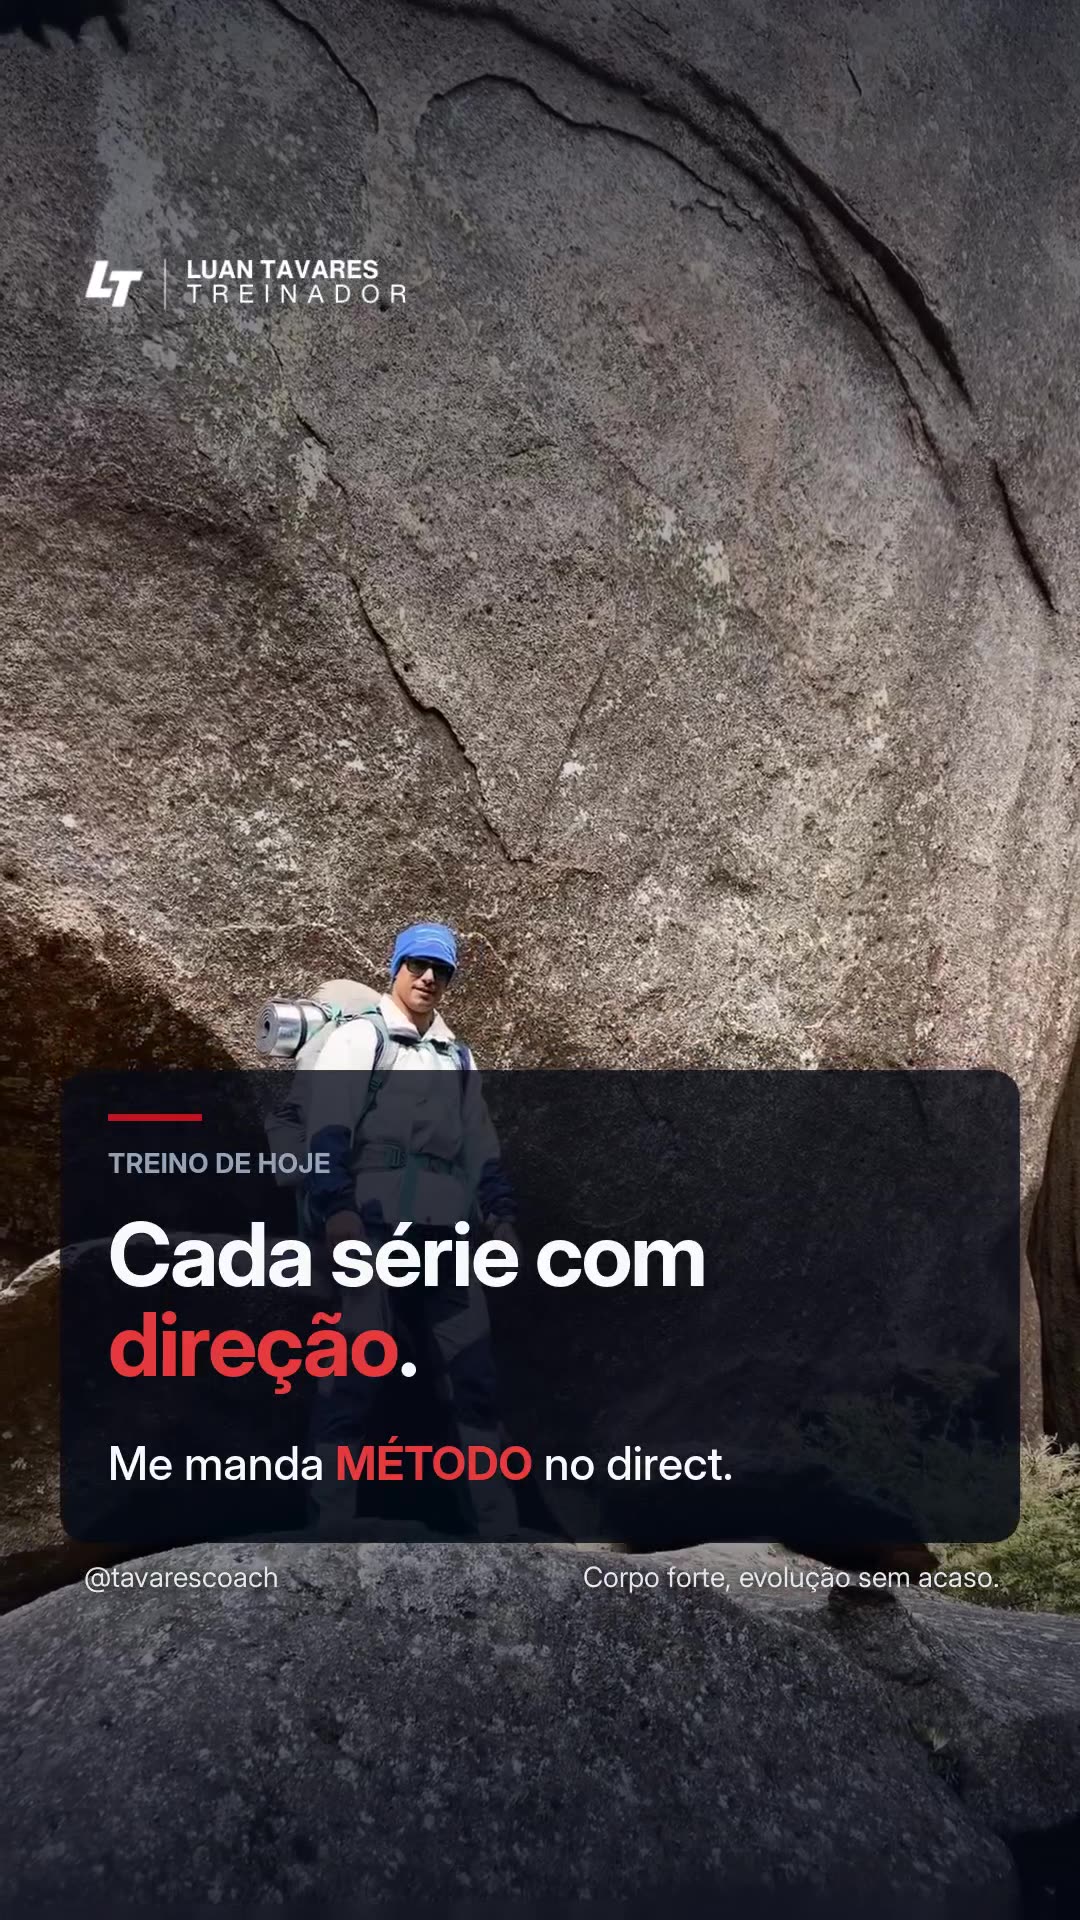 LT
LUAN TAVARES
TREINADOR
TREINO DE HOJE
Cada série com
direção.
Me manda MÉTODO no direct.
@tavarescoach
Corpo forte, evolução sem acaso.